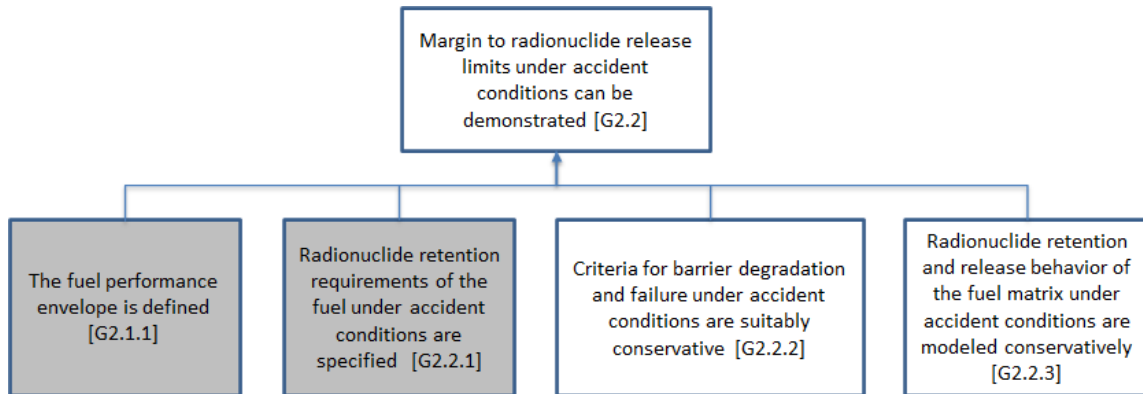 Margin to radionuclide release
limits under accident
conditions can be
demonstrated [G2.2]
The fuel performance
envelope is defined
[G2.1.1]
Radionuclide retention
requirements of the
fuel under accident
conditions are
specified [G2.2.1]
Criteria for barrier degradation
and failure under accident
conditions are suitably
conservative [G2.2.2]
Radionuclide retention
and release behavior of
the fuel matrix under
accident conditions are
modeled conservatively
[G2.2.3]